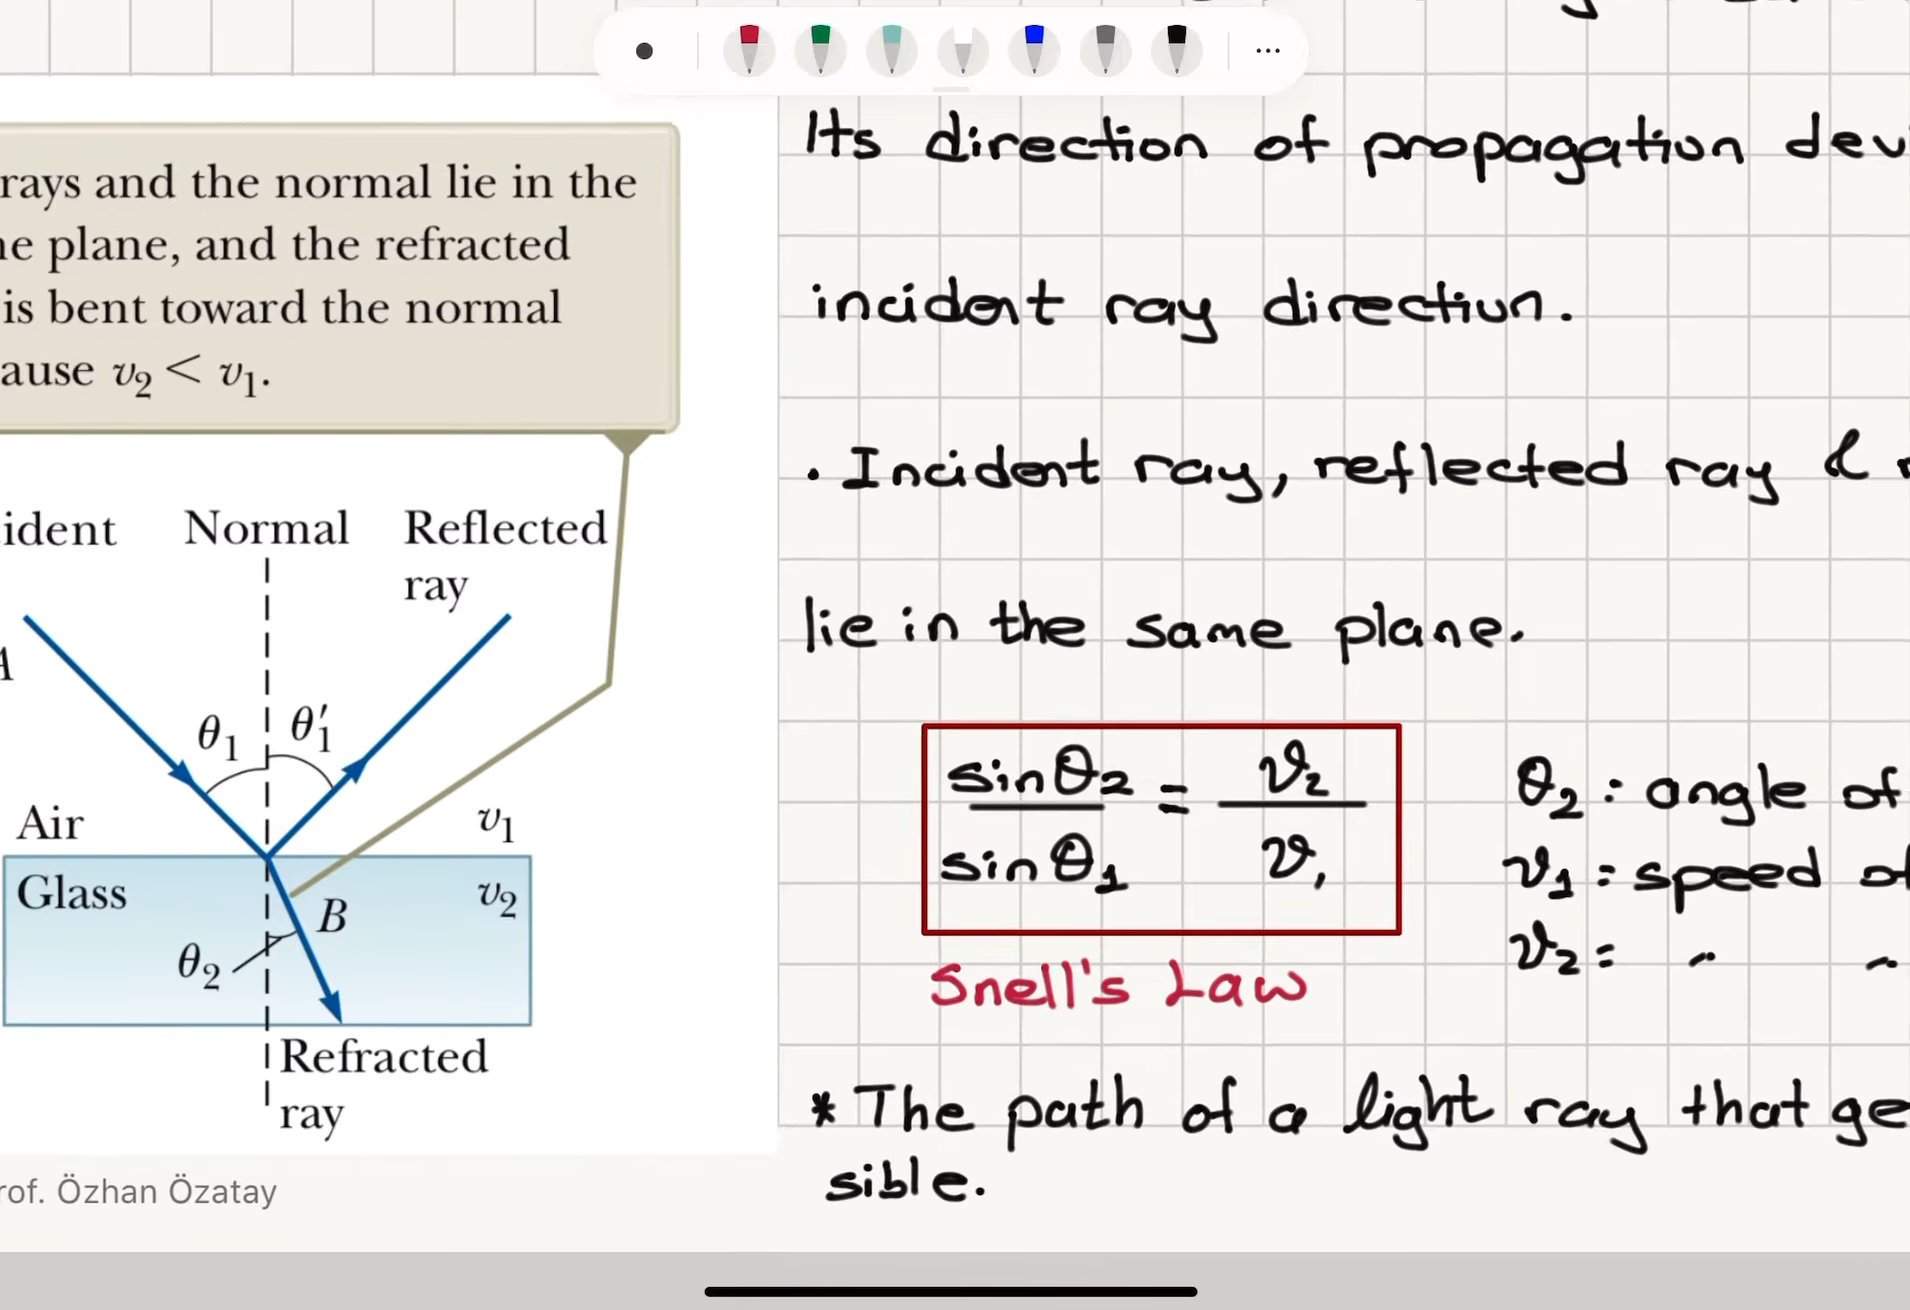 Its direction of propagation dev
rays and the normal lie in the
ne plane, and the refracted
is bent toward the normal
ause v₂ < v₁.
incident ray direction.
. Incident ray, reflected ray &
lie in the same plane.
ident Normal Reflected
ray
A
θ₁ θ′₁
Air v₁
Glass v₂
B
θ₂
Refracted
ray
sinθ₂ / sinθ₁ = v₂ / v₁
Snell's Law
θ₂ : angle of
v₁ = speed of
v₂ = " "
* The path of a light ray that ge
sible.
rof. Özhan Özatay